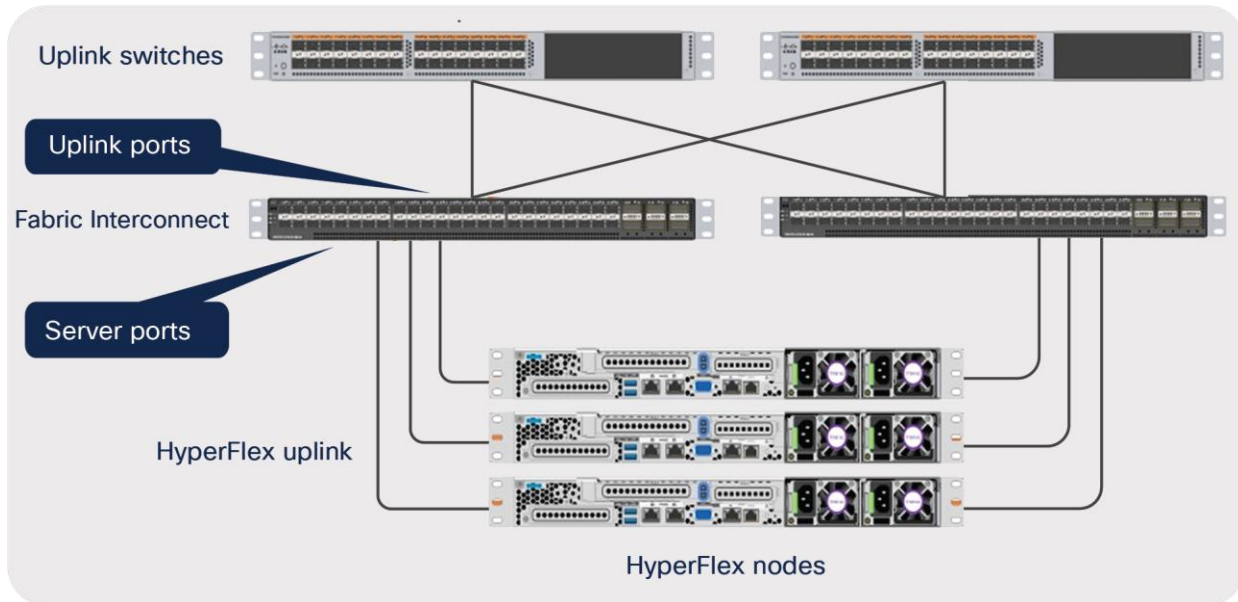 Uplink switches
Uplink ports
Fabric Interconnect
Server ports
HyperFlex uplink
HyperFlex nodes